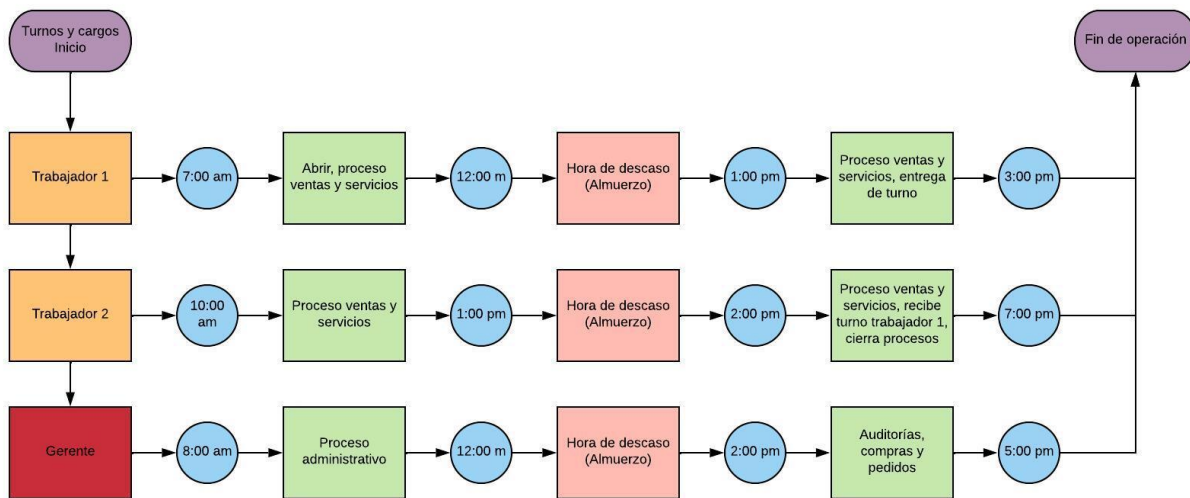 Turnos y cargos
Inicio
Fin de operación
Trabajador 1
7:00 am
Abrir, proceso
ventas y servicios
12:00 m
Hora de descaso
(Almuerzo)
1:00 pm
Proceso ventas y
servicios, entrega
de turno
3:00 pm
Trabajador 2
10:00
am
Proceso ventas y
servicios
1:00 pm
Hora de descaso
(Almuerzo)
2:00 pm
Proceso ventas y
servicios, recibe
turno trabajador 1,
cierra procesos
7:00 pm
Gerente
8:00 am
Proceso
administrativo
12:00 m
Hora de descaso
(Almuerzo)
2:00 pm
Auditorías,
compras y
pedidos
5:00 pm